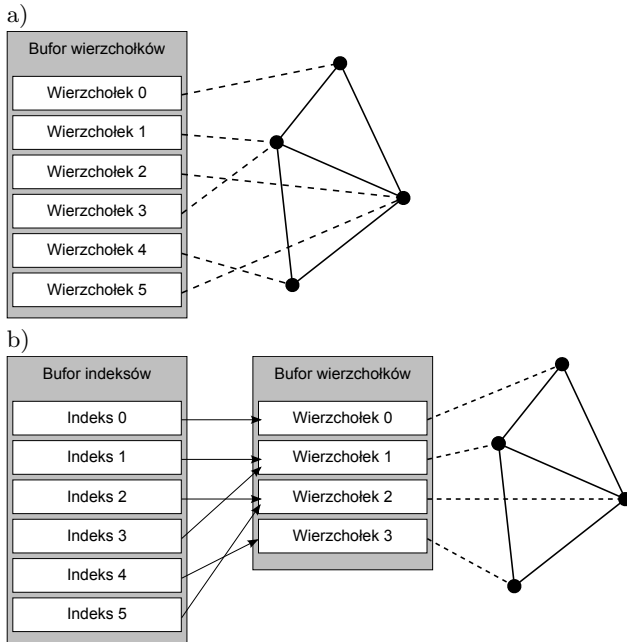 a)
Bufor wierzchołków
Wierzchołek 0
Wierzchołek 1
Wierzchołek 2
Wierzchołek 3
Wierzchołek 4
Wierzchołek 5
b)
Bufor indeksów
Indeks 0
Indeks 1
Indeks 2
Indeks 3
Indeks 4
Indeks 5
Bufor wierzchołków
Wierzchołek 0
Wierzchołek 1
Wierzchołek 2
Wierzchołek 3